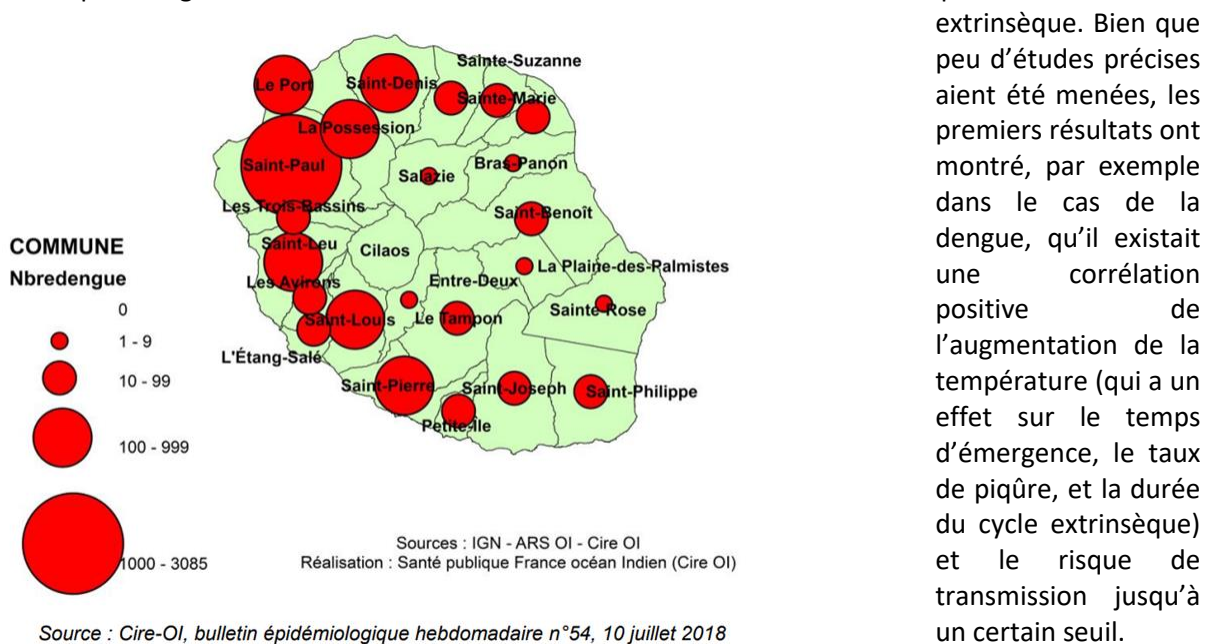 Sainte-Suzanne
Le Port
Saint-Denis
Sainte-Marie
La Possession
Saint-Paul
Salazie
Bras-Panon
Les Trois-Bassins
Saint-Benoît
Saint-Leu
Cilaos
La Plaine-des-Palmistes
Les Avirons
Entre-Deux
Sainte-Rose
Saint-Louis
Le Tampon
L'Étang-Salé
Saint-Pierre
Saint-Joseph
Saint-Philippe
Petite-Île
COMMUNE
Nbredengue
0
1 - 9
10 - 99
100 - 999
1000 - 3085
Sources : IGN - ARS OI - Cire OI
Réalisation : Santé publique France océan Indien (Cire OI)
Source : Cire-OI, bulletin épidémiologique hebdomadaire n°54, 10 juillet 2018
extrinsèque. Bien que
peu d’études précises
aient été menées, les
premiers résultats ont
montré, par exemple
dans le cas de la
dengue, qu’il existait
une corrélation
positive de
l’augmentation de la
température (qui a un
effet sur le temps
d’émergence, le taux
de piqûre, et la durée
du cycle extrinsèque)
et le risque de
transmission jusqu’à
un certain seuil.